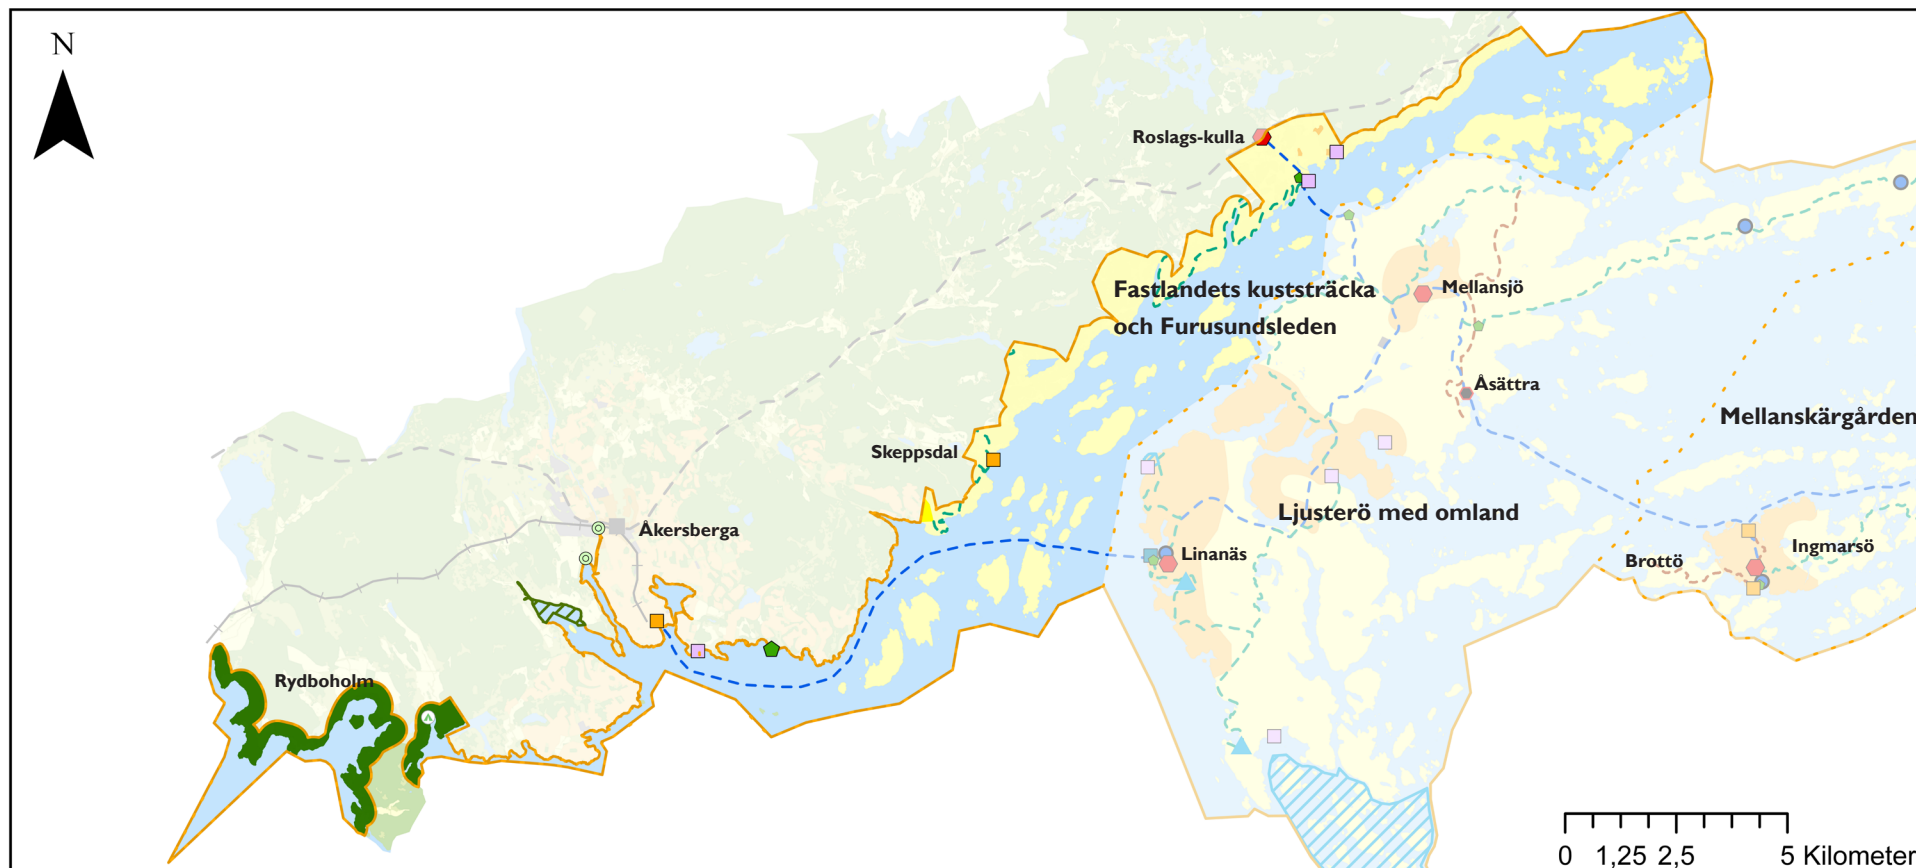 N
Roslags-kulla
Fastlandets kuststräcka
och Furusundsleden
Mellansjö
Åsättra
Mellanskärgården
Skeppsdal
Ljusterö med omland
Åkersberga
Linanäs
Ingmarsö
Brottö
Rydboholm
0 1,25 2,5 5 Kilometer